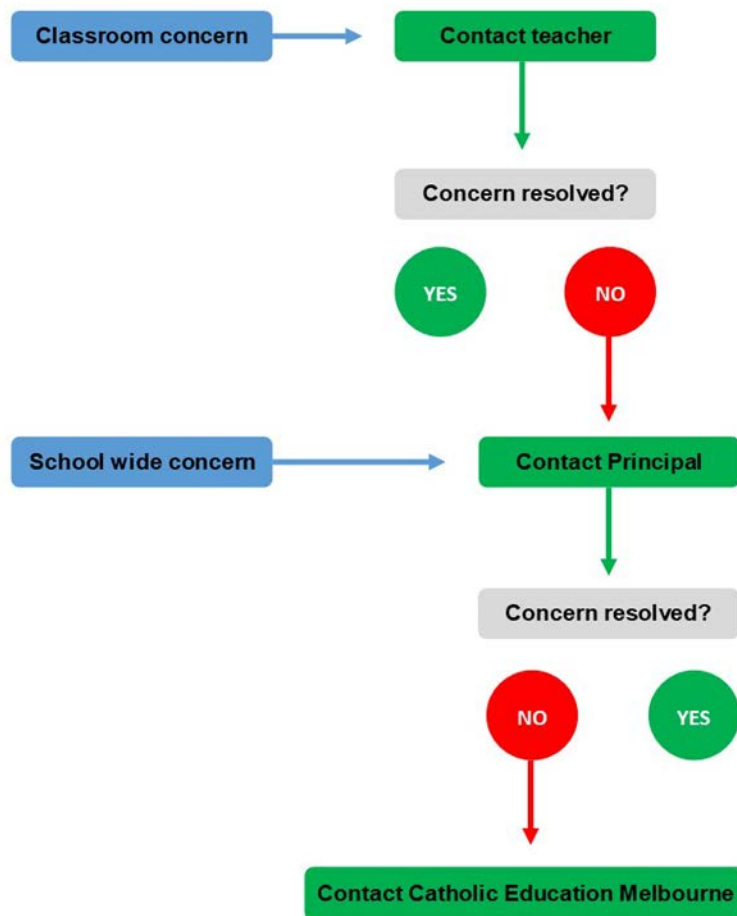 Classroom concern
Contact teacher
Concern resolved?
YES
NO
School wide concern
Contact Principal
Concern resolved?
NO
YES
Contact Catholic Education Melbourne